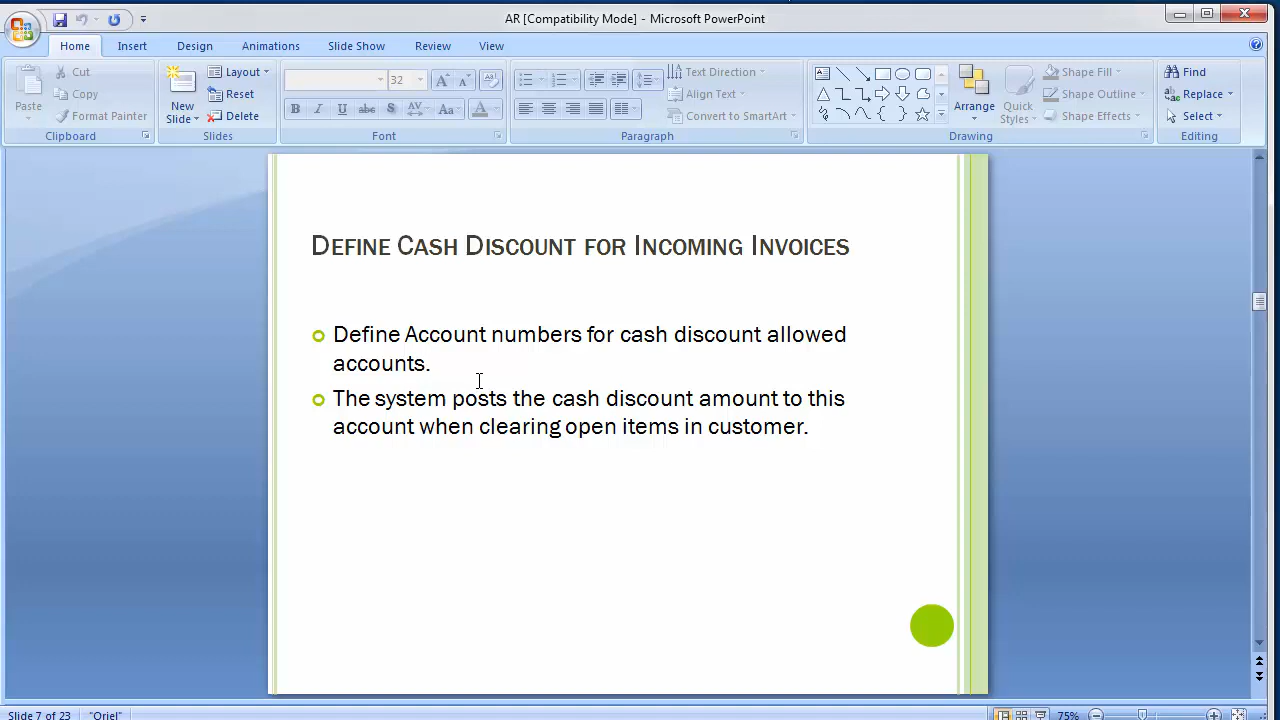 AR [Compatibility Mode] - Microsoft PowerPoint
Home Insert Design Animations Slide Show Review View
Paste
Cut
Copy
Format Painter
Clipboard
New Slide
Layout
Reset
Delete
Slides
32
B I U abe S AV Aa A
Font
Text Direction
Align Text
Convert to SmartArt
Paragraph
Arrange
Quick Styles
Shape Fill
Shape Outline
Shape Effects
Drawing
Find
Replace
Select
Editing
DEFINE CASH DISCOUNT FOR INCOMING INVOICES
Define Account numbers for cash discount allowed
accounts.
The system posts the cash discount amount to this
account when clearing open items in customer.
Slide 7 of 23 "Oriel" 75%